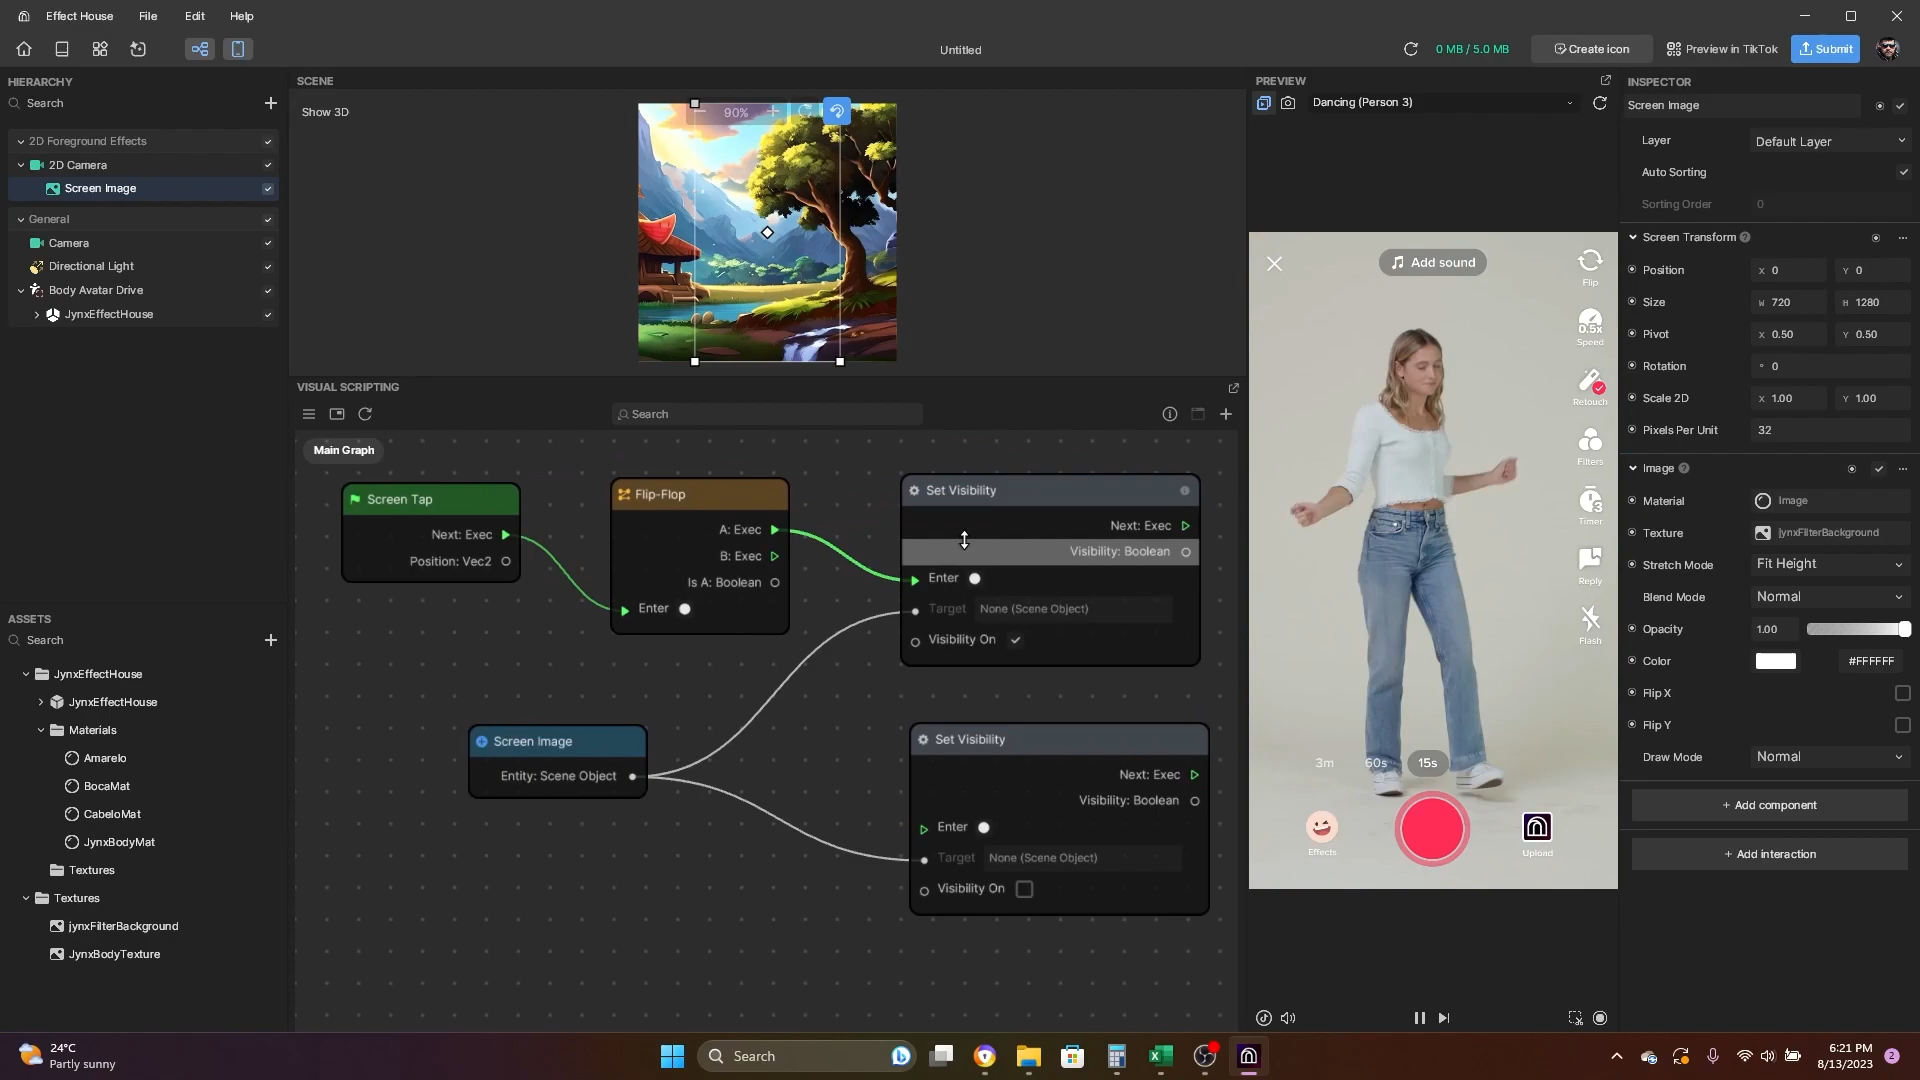 Effect House
File
Edit
Help
Untitled
0 MB / 5.0 MB
Create icon
Preview in TikTok
Submit
HIERARCHY
Search
2D Foreground Effects
2D Camera
Screen Image
General
Camera
Directional Light
Body Avatar Drive
JynxEffectHouse
ASSETS
Search
JynxEffectHouse
JynxEffectHouse
Materials
Amarelo
BocaMat
CabeloMat
JynxBodyMat
Textures
Textures
jynxFilterBackground
JynxBodyTexture
SCENE
Show 3D
90%
VISUAL SCRIPTING
Search
Main Graph
Screen Tap
Next: Exec
Position: Vec2
Flip-Flop
A: Exec
B: Exec
Is A: Boolean
Enter
Set Visibility
Next: Exec
Visibility: Boolean
Enter
Target None (Scene Object)
Visibility On
Screen Image
Entity: Scene Object
Set Visibility
Next: Exec
Visibility: Boolean
Enter
Target None (Scene Object)
Visibility On
PREVIEW
Dancing (Person 3)
Add sound
Flip
0.5x
Speed
Retouch
Filters
3
Timer
Reply
Flash
3m 60s 15s
Effects
Upload
INSPECTOR
Screen Image
Layer Default Layer
Auto Sorting
Sorting Order 0
Screen Transform
Position X 0 Y 0
Size W 720 H 1280
Pivot X 0.50 Y 0.50
Rotation ° 0
Scale 2D X 1.00 Y 1.00
Pixels Per Unit 32
Image
Material Image
Texture jynxFilterBackground
Stretch Mode Fit Height
Blend Mode Normal
Opacity 1.00
Color #FFFFFF
Flip X
Flip Y
Draw Mode Normal
+ Add component
+ Add interaction
24°C
Partly sunny
Search
6:21 PM
8/13/2023
2